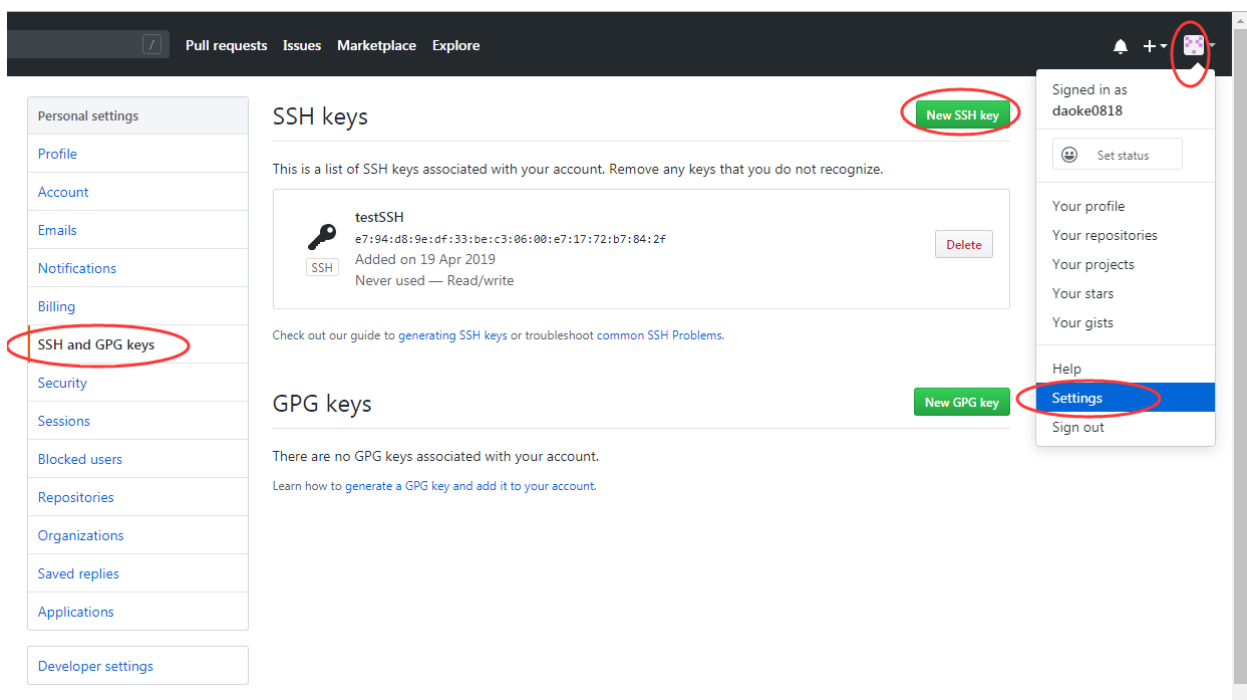 /
Pull requests Issues Marketplace Explore
Signed in as
daoke0818
Set status
Your profile
Your repositories
Your projects
Your stars
Your gists
Help
Settings
Sign out
Personal settings
Profile
Account
Emails
Notifications
Billing
SSH and GPG keys
Security
Sessions
Blocked users
Repositories
Organizations
Saved replies
Applications
Developer settings
SSH keys
New SSH key
This is a list of SSH keys associated with your account. Remove any keys that you do not recognize.
testSSH
e7:94:d8:9e:df:33:be:c3:06:00:e7:17:72:b7:84:2f
Added on 19 Apr 2019
Never used — Read/write
SSH
Delete
Check out our guide to generating SSH keys or troubleshoot common SSH Problems.
GPG keys
New GPG key
There are no GPG keys associated with your account.
Learn how to generate a GPG key and add it to your account.